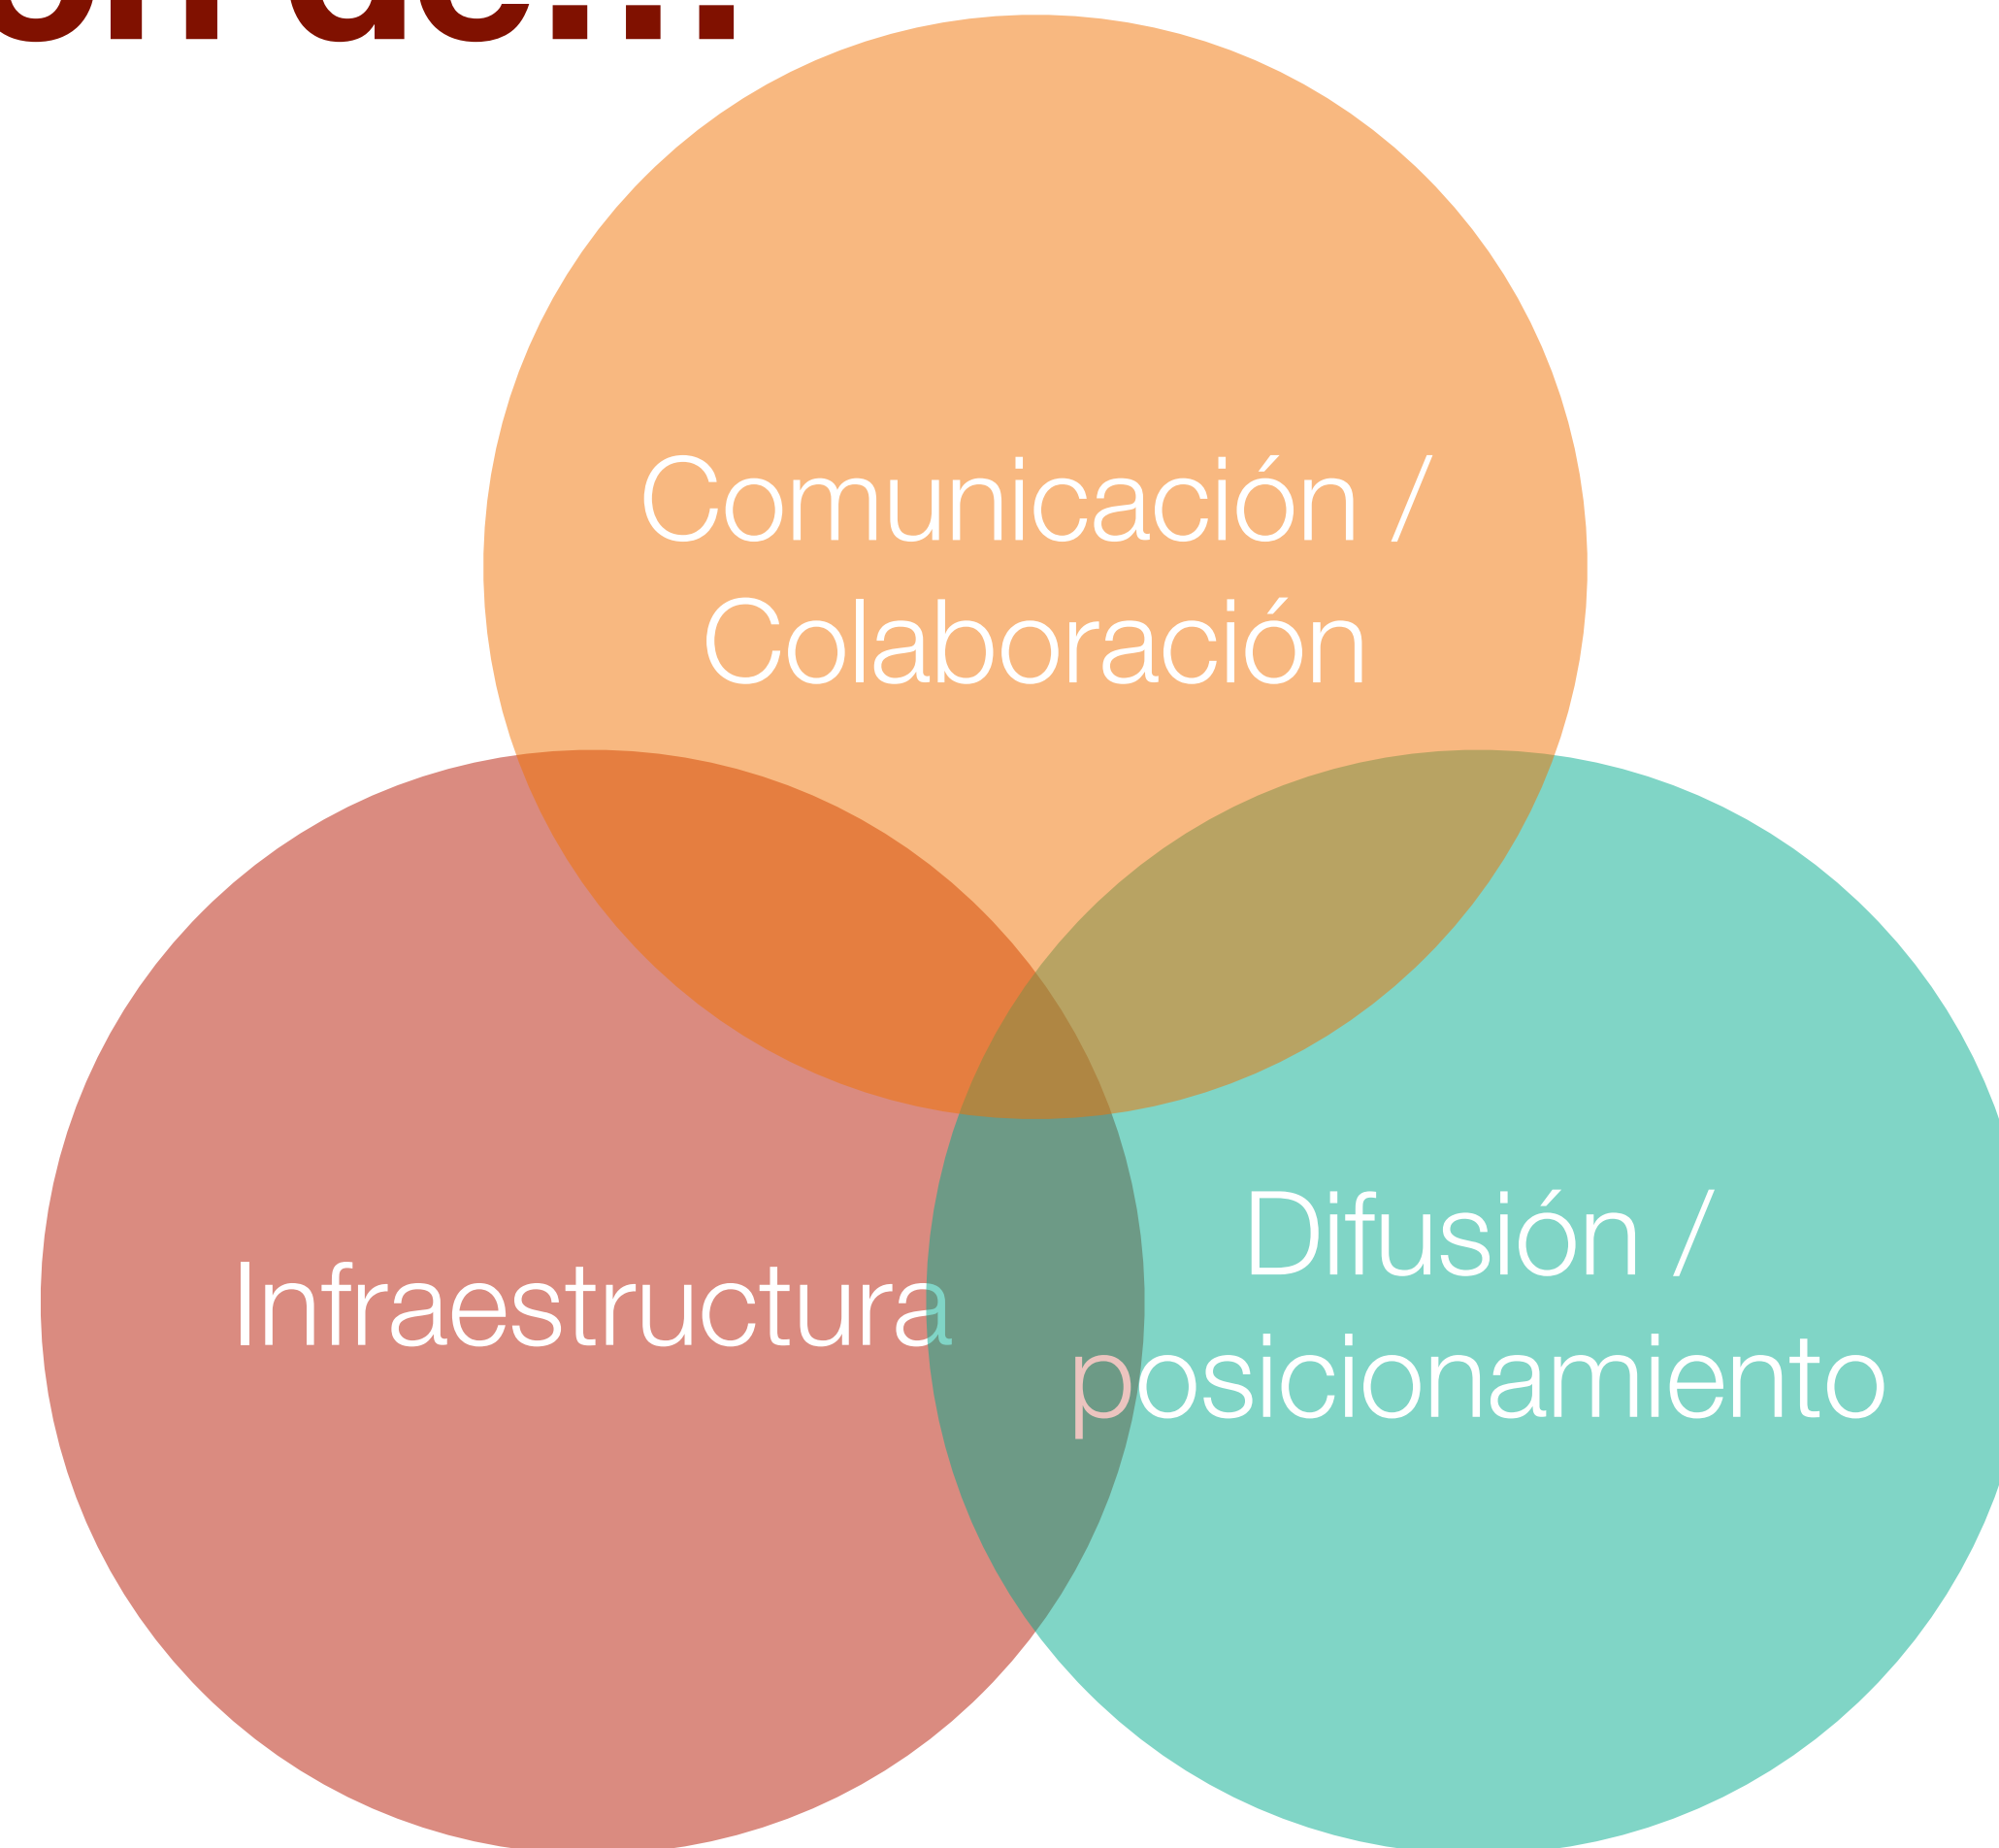 Comunicación /
Colaboración
Infraestructura
Difusión /
posicionamiento